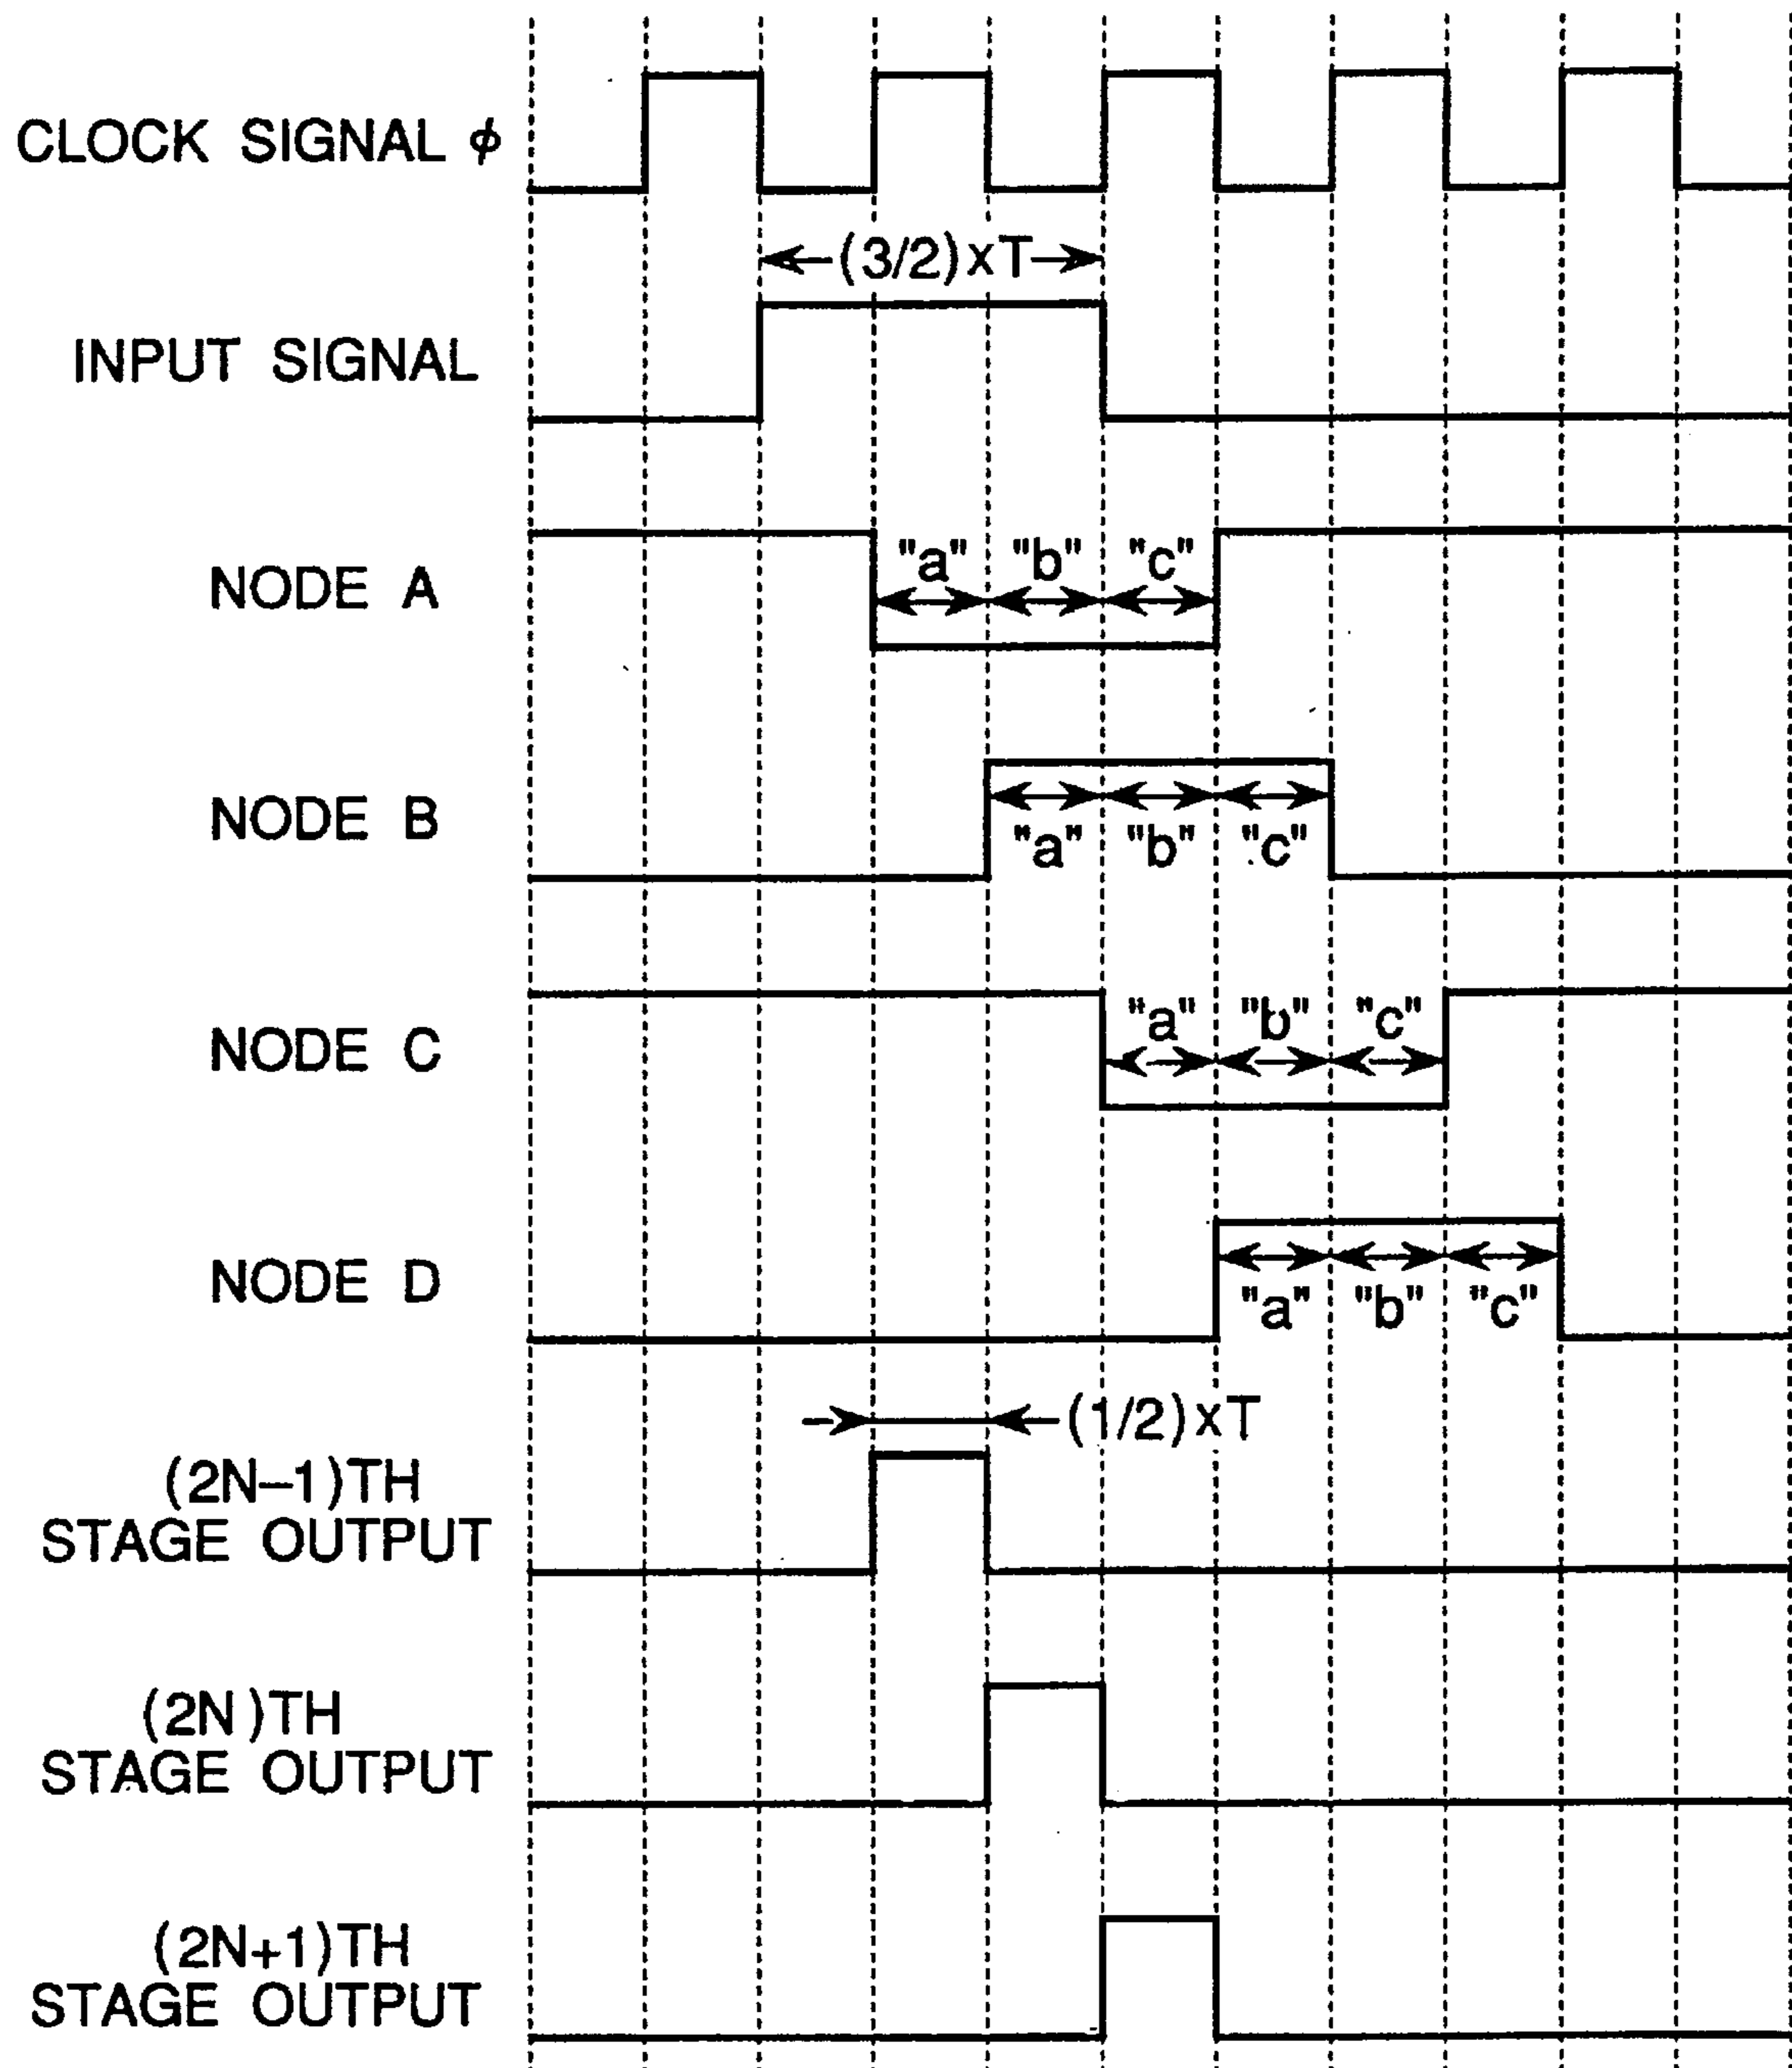 CLOCK SIGNAL ϕ
(3/2)xT
INPUT SIGNAL
"a" "b" "c"
NODE A
NODE B
"a" "b" "c"
"a" "b" "c"
NODE C
NODE D
"a" "b" "c"
(1/2)xT
(2N–1)TH
STAGE OUTPUT
(2N)TH
STAGE OUTPUT
(2N+1)TH
STAGE OUTPUT